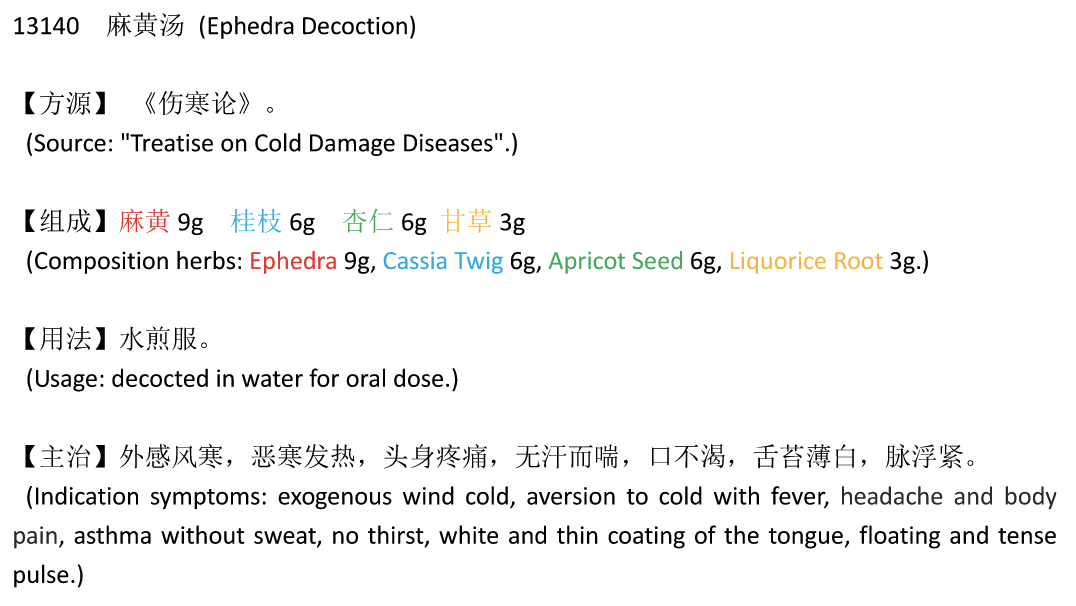 13140 麻黄汤 (Ephedra Decoction)
【方源】 《伤寒论》。
(Source: "Treatise on Cold Damage Diseases".)
【组成】麻黄 9g 桂枝 6g 杏仁 6g 甘草 3g
(Composition herbs: Ephedra 9g, Cassia Twig 6g, Apricot Seed 6g, Liquorice Root 3g.)
【用法】水煎服。
(Usage: decocted in water for oral dose.)
【主治】外感风寒，恶寒发热，头身疼痛，无汗而喘，口不渴，舌苔薄白，脉浮紧。
(Indication symptoms: exogenous wind cold, aversion to cold with fever, headache and body
pain, asthma without sweat, no thirst, white and thin coating of the tongue, floating and tense
pulse.)